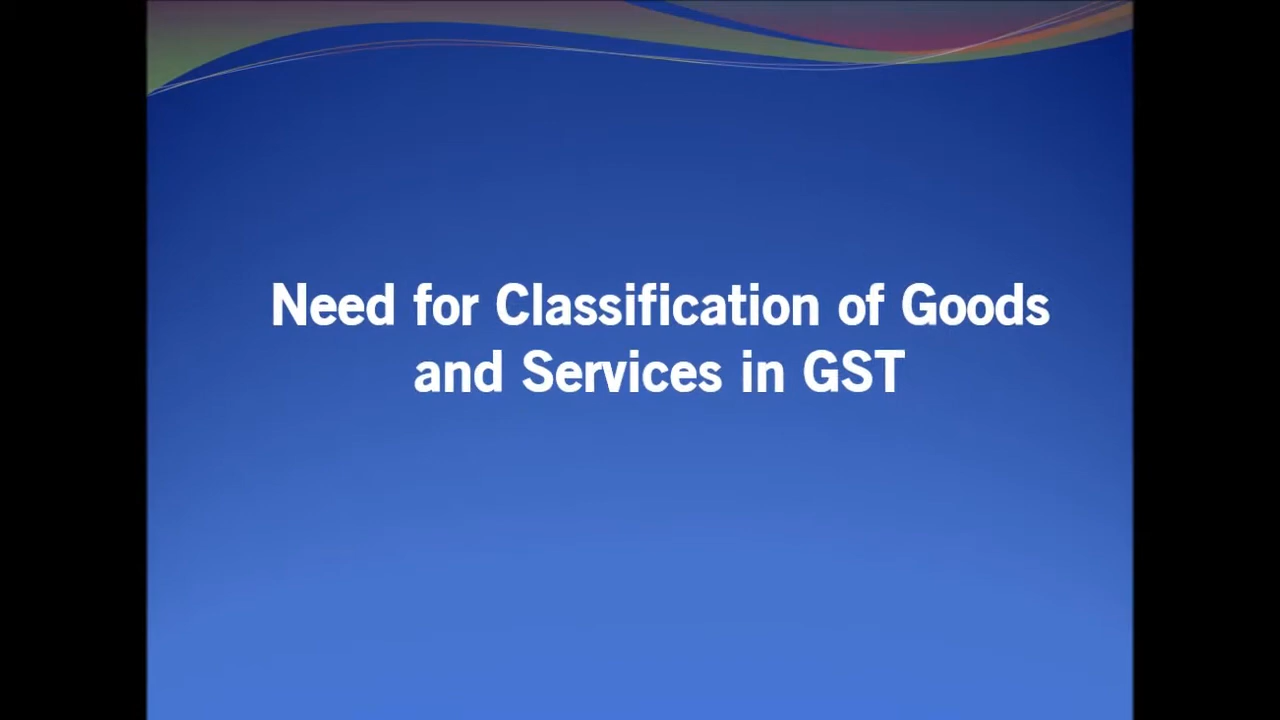 Need for Classification of Goods
and Services in GST